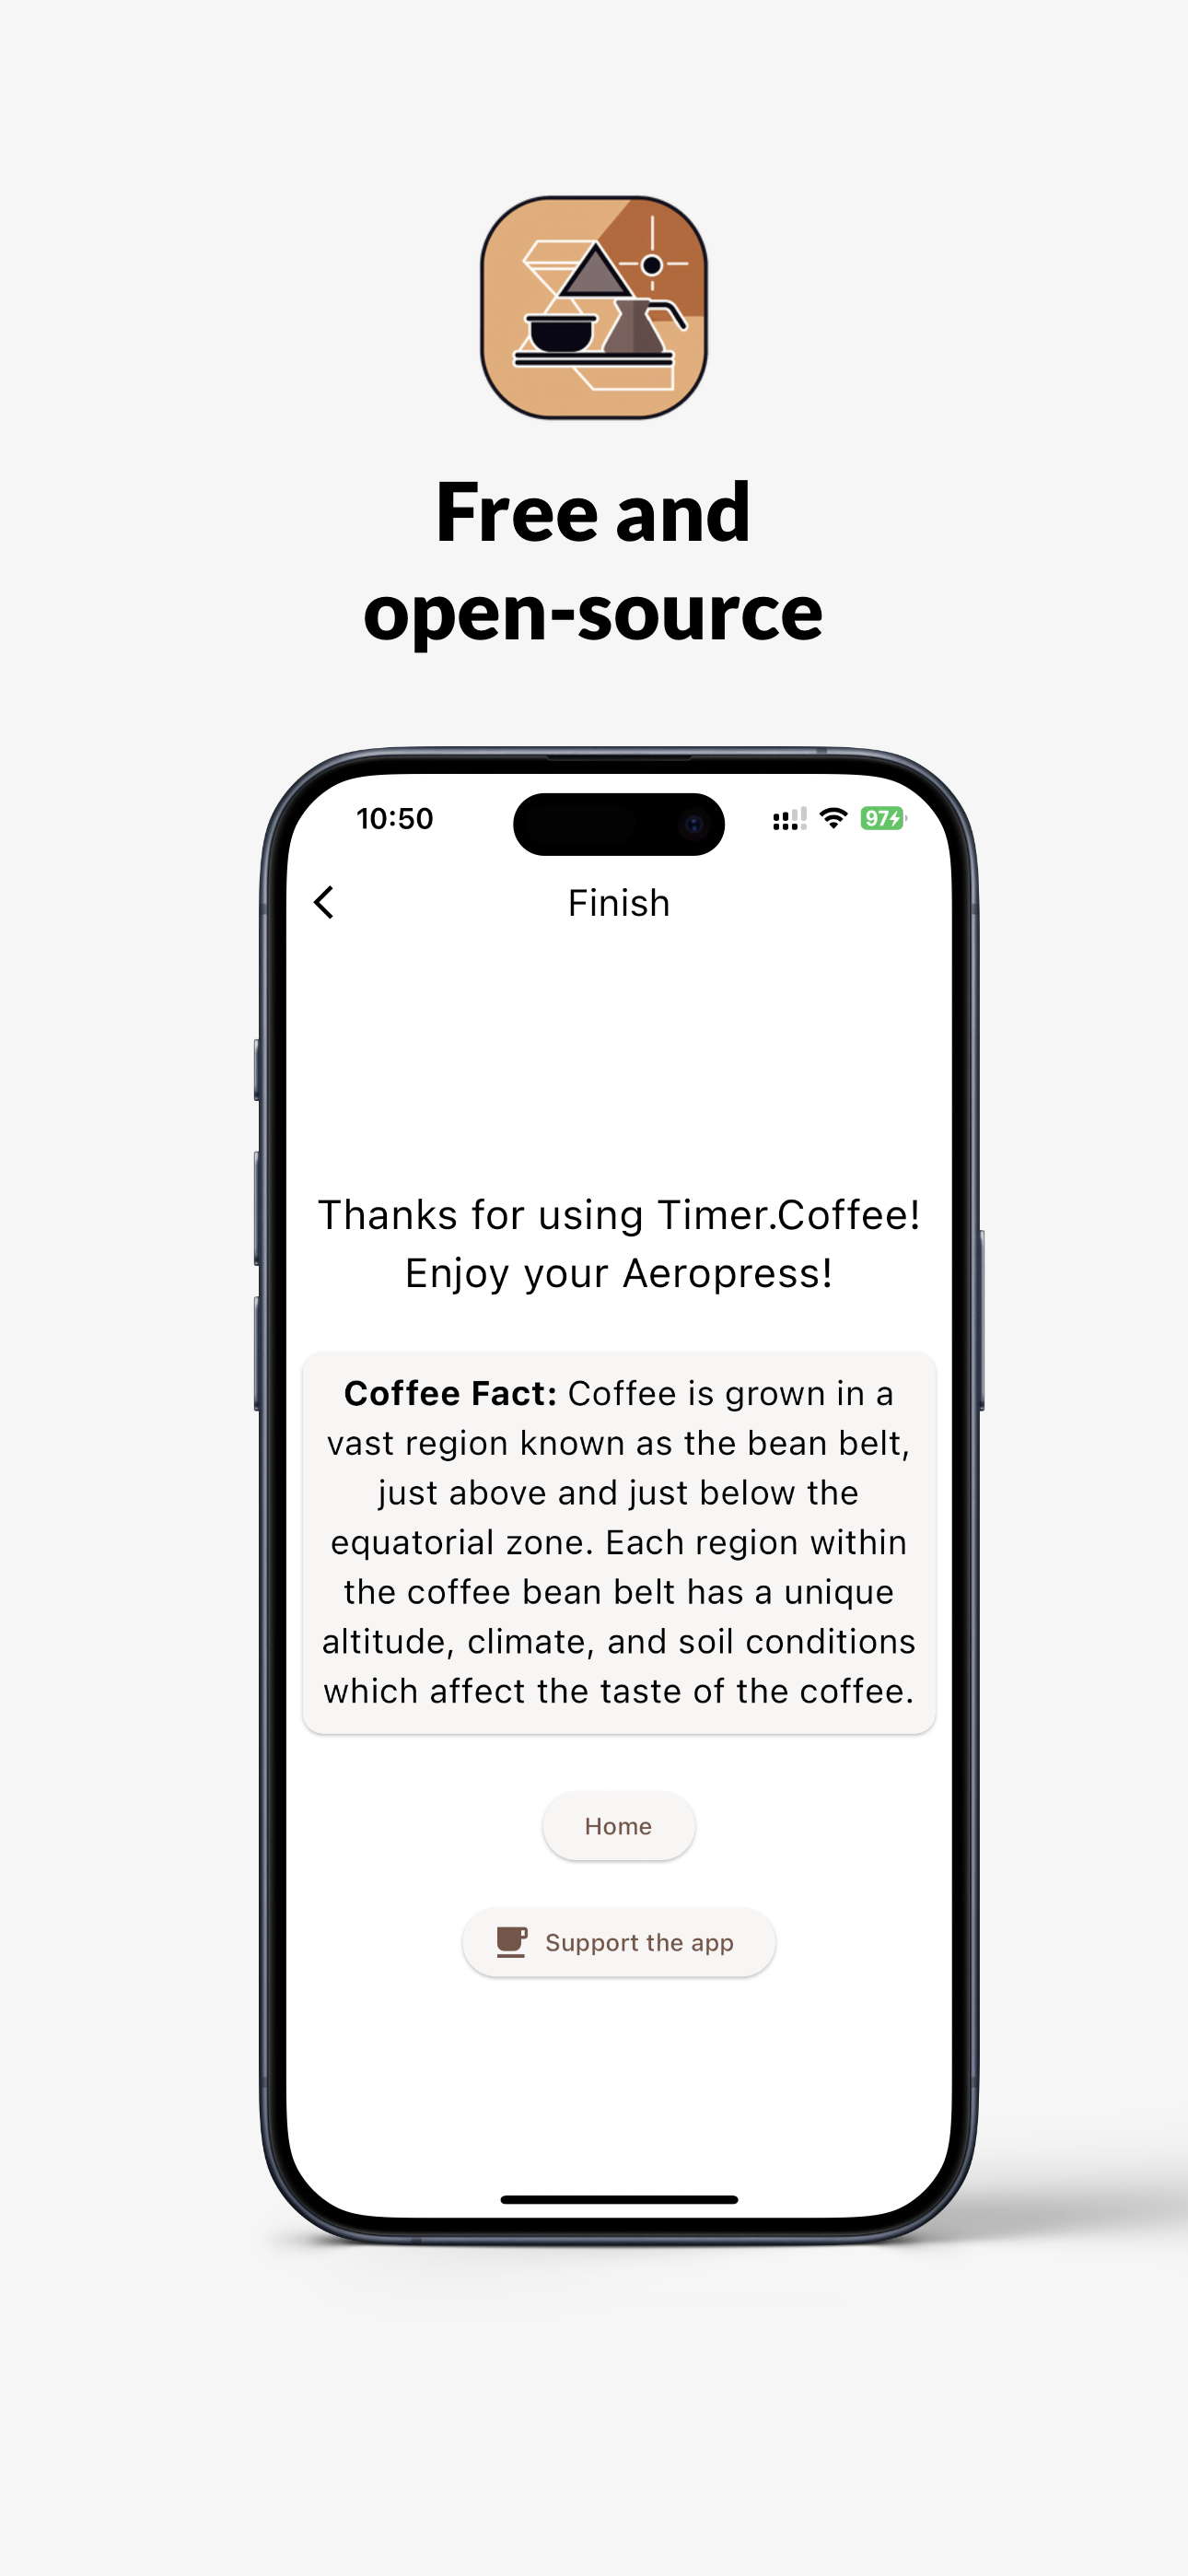 Free and
open-source
10:50
97
Finish
Thanks for using Timer.Coffee!
Enjoy your Aeropress!
Coffee Fact: Coffee is grown in a
vast region known as the bean belt,
just above and just below the
equatorial zone. Each region within
the coffee bean belt has a unique
altitude, climate, and soil conditions
which affect the taste of the coffee.
Home
Support the app